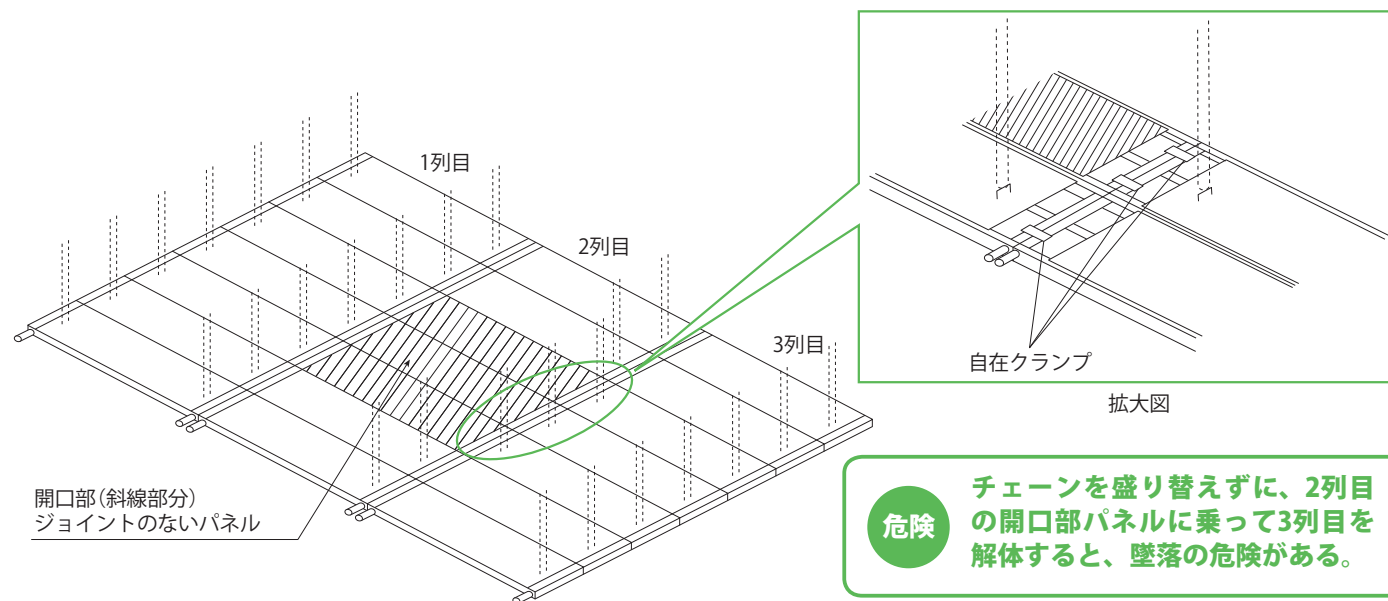 1列目
2列目
3列目
開口部(斜線部分)
ジョイントのないパネル
自在クランプ
拡大図
危険
チェーンを盛り替えずに、2列目
の開口部パネルに乗って3列目を
解体すると、墜落の危険がある。